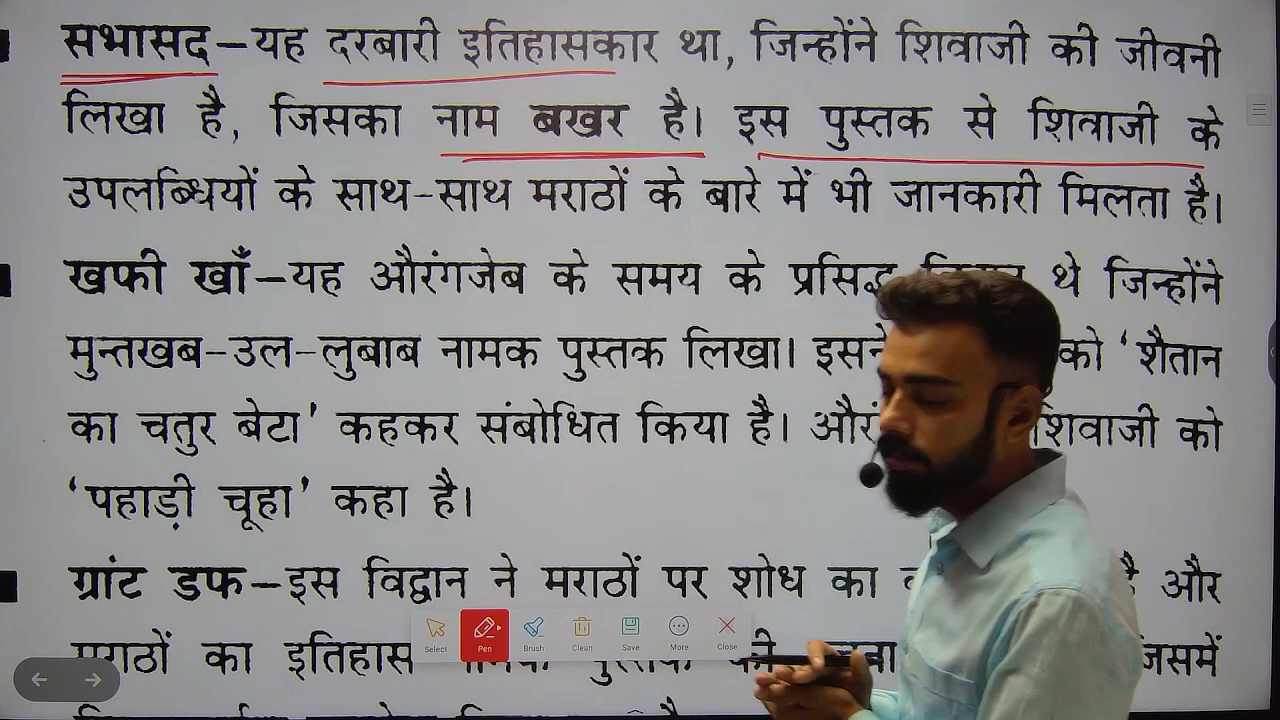 सभासद–यह दरबारी इतिहासकार था, जिन्होंने शिवाजी की जीवनी
लिखा है, जिसका नाम बखर है। इस पुस्तक से शिवाजी के
उपलब्धियों के साथ-साथ मराठों के बारे में भी जानकारी मिलता है।
खफी खाँ–यह औरंगजेब के समय के प्रसिद्ध थे जिन्होंने
मुन्तखब-उल-लुबाब नामक पुस्तक लिखा। इसने को ‘शैतान
का चतुर बेटा’ कहकर संबोधित किया है। शिवाजी को
‘पहाड़ी चूहा’ कहा है।
ग्रांट डफ–इस विद्वान ने मराठों पर शोध का है और
मराठों का इतिहास नामक पुस्तक की
Select Pen Brush Clean Save More Close